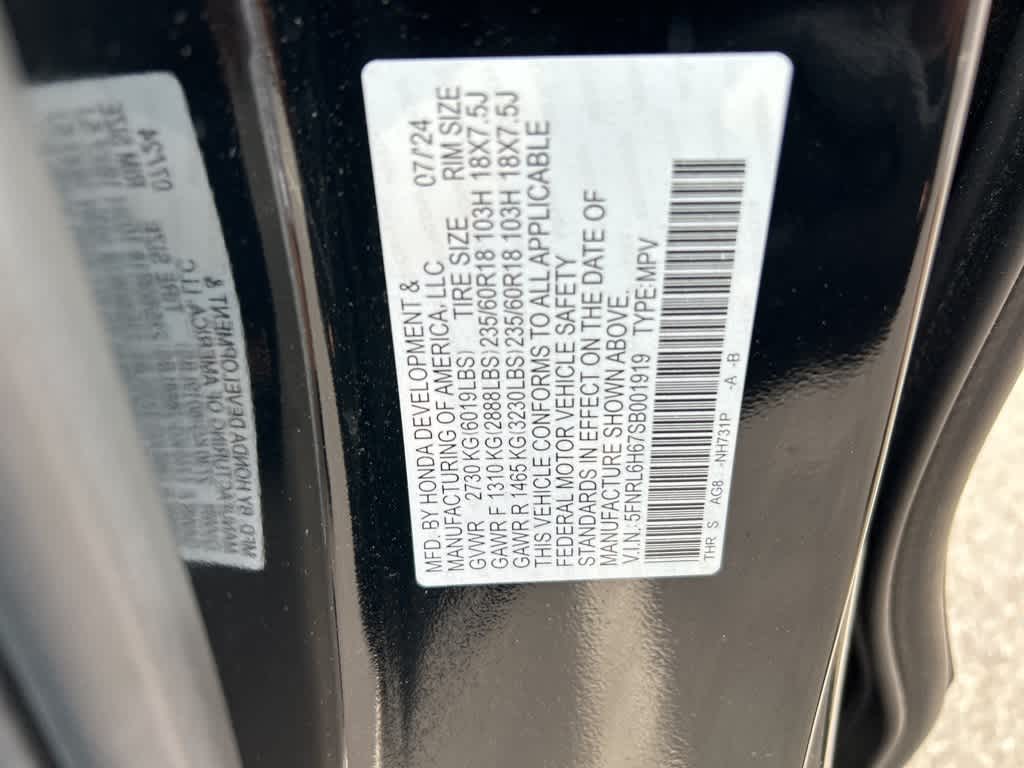 MFD. BY HONDA DEVELOPMENT & 07/24
MANUFACTURING OF AMERICA, LLC RIM SIZE
GVWR 2730 KG(6019LBS) TIRE SIZE
GAWR F 1310 KG(2888LBS)235/60R18 103H 18X7.5J
GAWR R 1465 KG(3230LBS)235/60R18 103H 18X7.5J
THIS VEHICLE CONFORMS TO ALL APPLICABLE
FEDERAL MOTOR VEHICLE SAFETY
STANDARDS IN EFFECT ON THE DATE OF
MANUFACTURE SHOWN ABOVE.
V.I.N.: 5FNRL6H67SB001919 TYPE:MPV
THR S AG8.. -NH731P -A -B